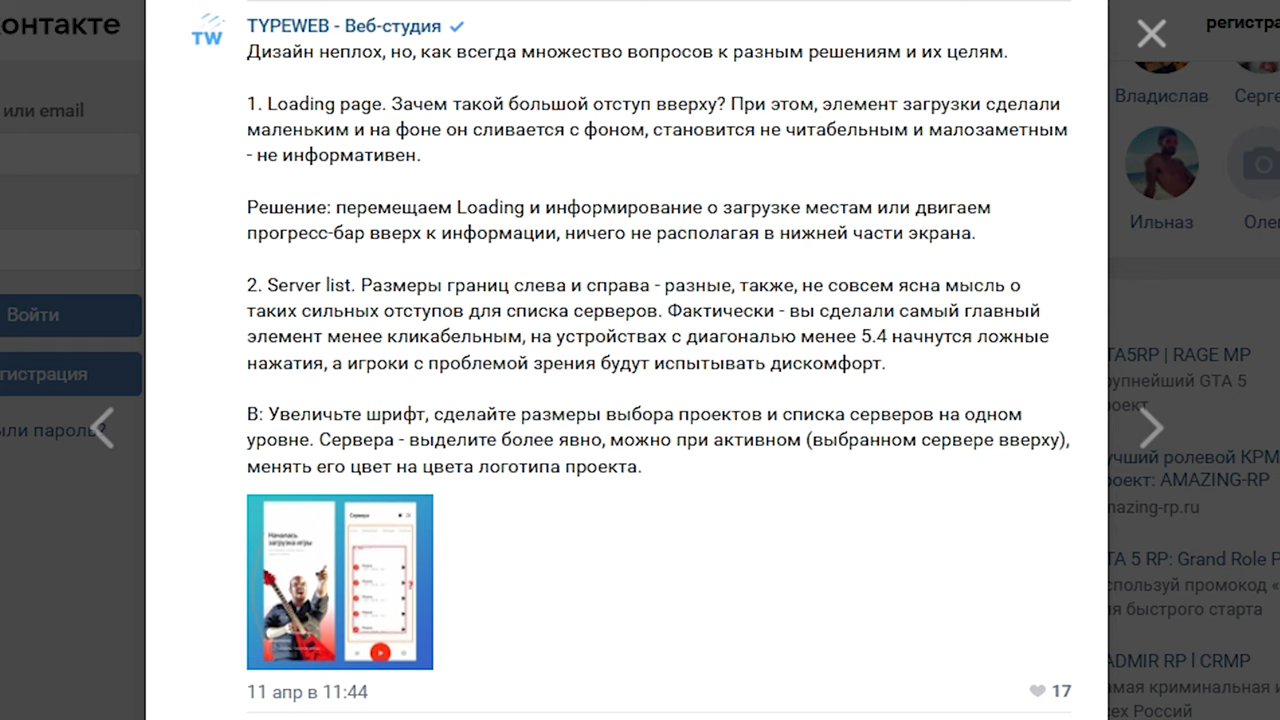 онтакте
или email
Войти
гистрация
ыли пароль?
TW
TYPEWEB - Веб-студия
Дизайн неплох, но, как всегда множество вопросов к разным решениям и их целям.
1. Loading page. Зачем такой большой отступ вверху? При этом, элемент загрузки сделали
маленьким и на фоне он сливается с фоном, становится не читабельным и малозаметным
- не информативен.
Решение: перемещаем Loading и информирование о загрузке местам или двигаем
прогресс-бар вверх к информации, ничего не располагая в нижней части экрана.
2. Server list. Размеры границ слева и справа - разные, также, не совсем ясна мысль о
таких сильных отступов для списка серверов. Фактически - вы сделали самый главный
элемент менее кликабельным, на устройствах с диагональю менее 5.4 начнутся ложные
нажатия, а игроки с проблемой зрения будут испытывать дискомфорт.
В: Увеличьте шрифт, сделайте размеры выбора проектов и списка серверов на одном
уровне. Сервера - выделите более явно, можно при активном (выбранном сервере вверху),
менять его цвет на цвета логотипа проекта.
Началась
загрузка игры
Сервера
?
11 апр в 11:44
17
регистра
Владислав
Серге
Ильназ
Олег
TA5RP | RAGE MP
рупнейший GTA 5
роект
учший ролевой КРМ
роект: AMAZING-RP
mazing-rp.ru
TA 5 RP: Grand Role P
спользуй промокод «
ля быстрого старта
ADMIR RP | CRMP
амая криминальная и
сех Россий